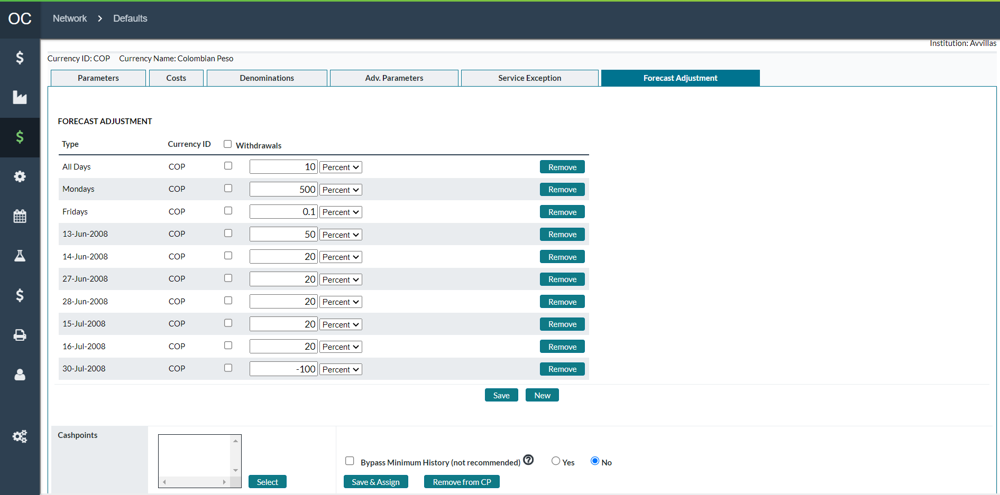 OC Network Defaults
Institution: Avvillas
Currency ID: COP Currency Name: Colombian Peso
Parameters Costs Denominations Adv. Parameters Service Exception Forecast Adjustment
FORECAST ADJUSTMENT
Type Currency ID Withdrawals
All Days COP 10 Percent Remove
Mondays COP 500 Percent Remove
Fridays COP 0.1 Percent Remove
13-Jun-2008 COP 50 Percent Remove
14-Jun-2008 COP 20 Percent Remove
27-Jun-2008 COP 20 Percent Remove
28-Jun-2008 COP 20 Percent Remove
15-Jul-2008 COP 20 Percent Remove
16-Jul-2008 COP 20 Percent Remove
30-Jul-2008 COP -100 Percent Remove
Save New
Cashpoints
Bypass Minimum History (not recommended) ? Yes No
Select Save & Assign Remove from CP